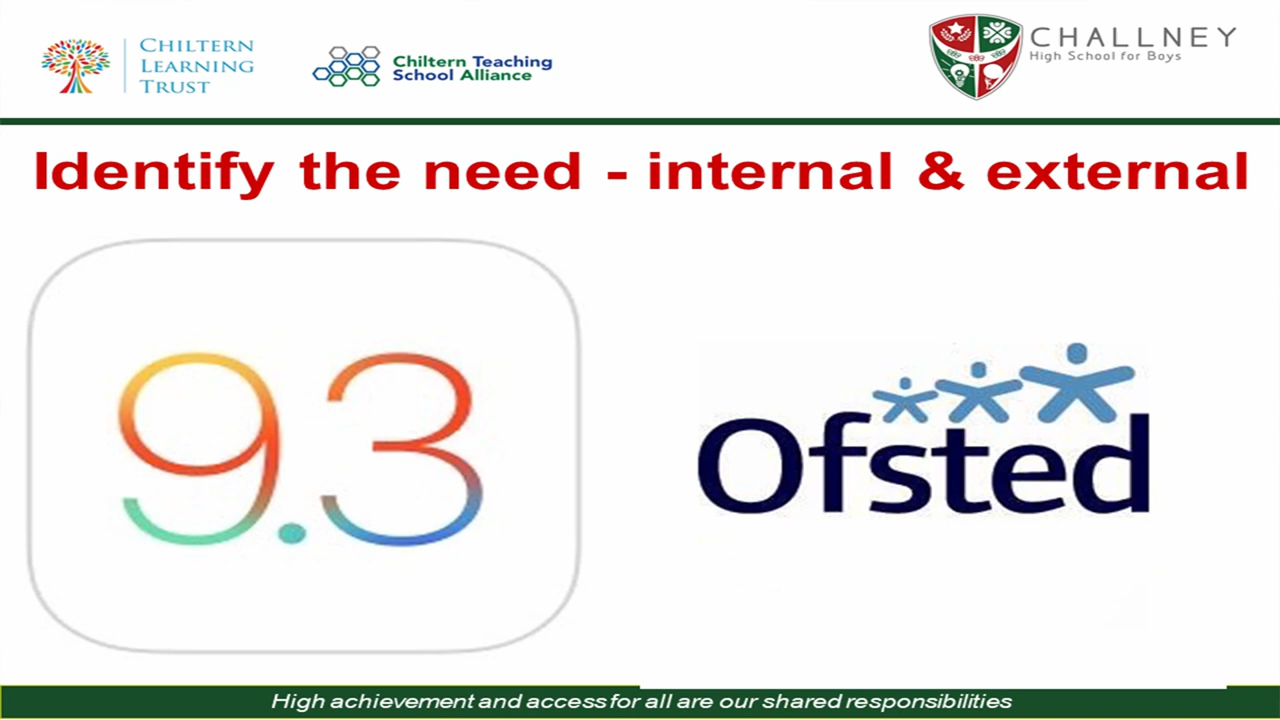 CHILTERN
LEARNING
TRUST
Chiltern Teaching
School Alliance
CHALLNEY
High School for Boys
Identify the need - internal & external
9.3
Ofsted
High achievement and access for all are our shared responsibilities